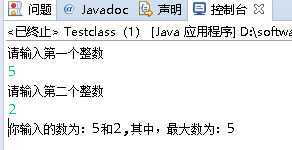 问题 @ Javadoc 声明 控制台
<已终止> Testclass (1) [Java 应用程序] D:\softwa
请输入第一个整数
5
请输入第二个整数
2
你输入的数为：5和2,其中，最大数为：5